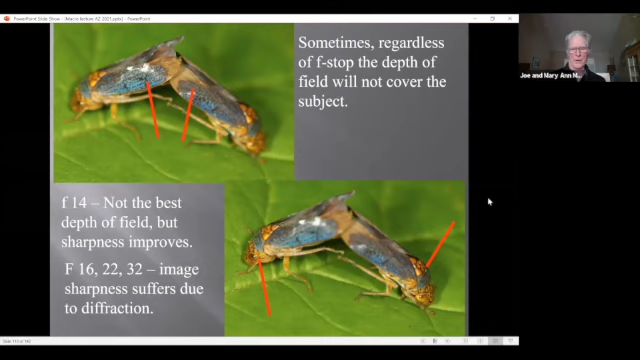 PowerPoint Slide Show - [Macro lecture AZ 2021.pptx] - PowerPoint
Sometimes, regardless
of f-stop the depth of
field will not cover the
subject.
Joe and Mary Ann M...
f 14 – Not the best
depth of field, but
sharpness improves.
F 16, 22, 32 – image
sharpness suffers due
to diffraction.